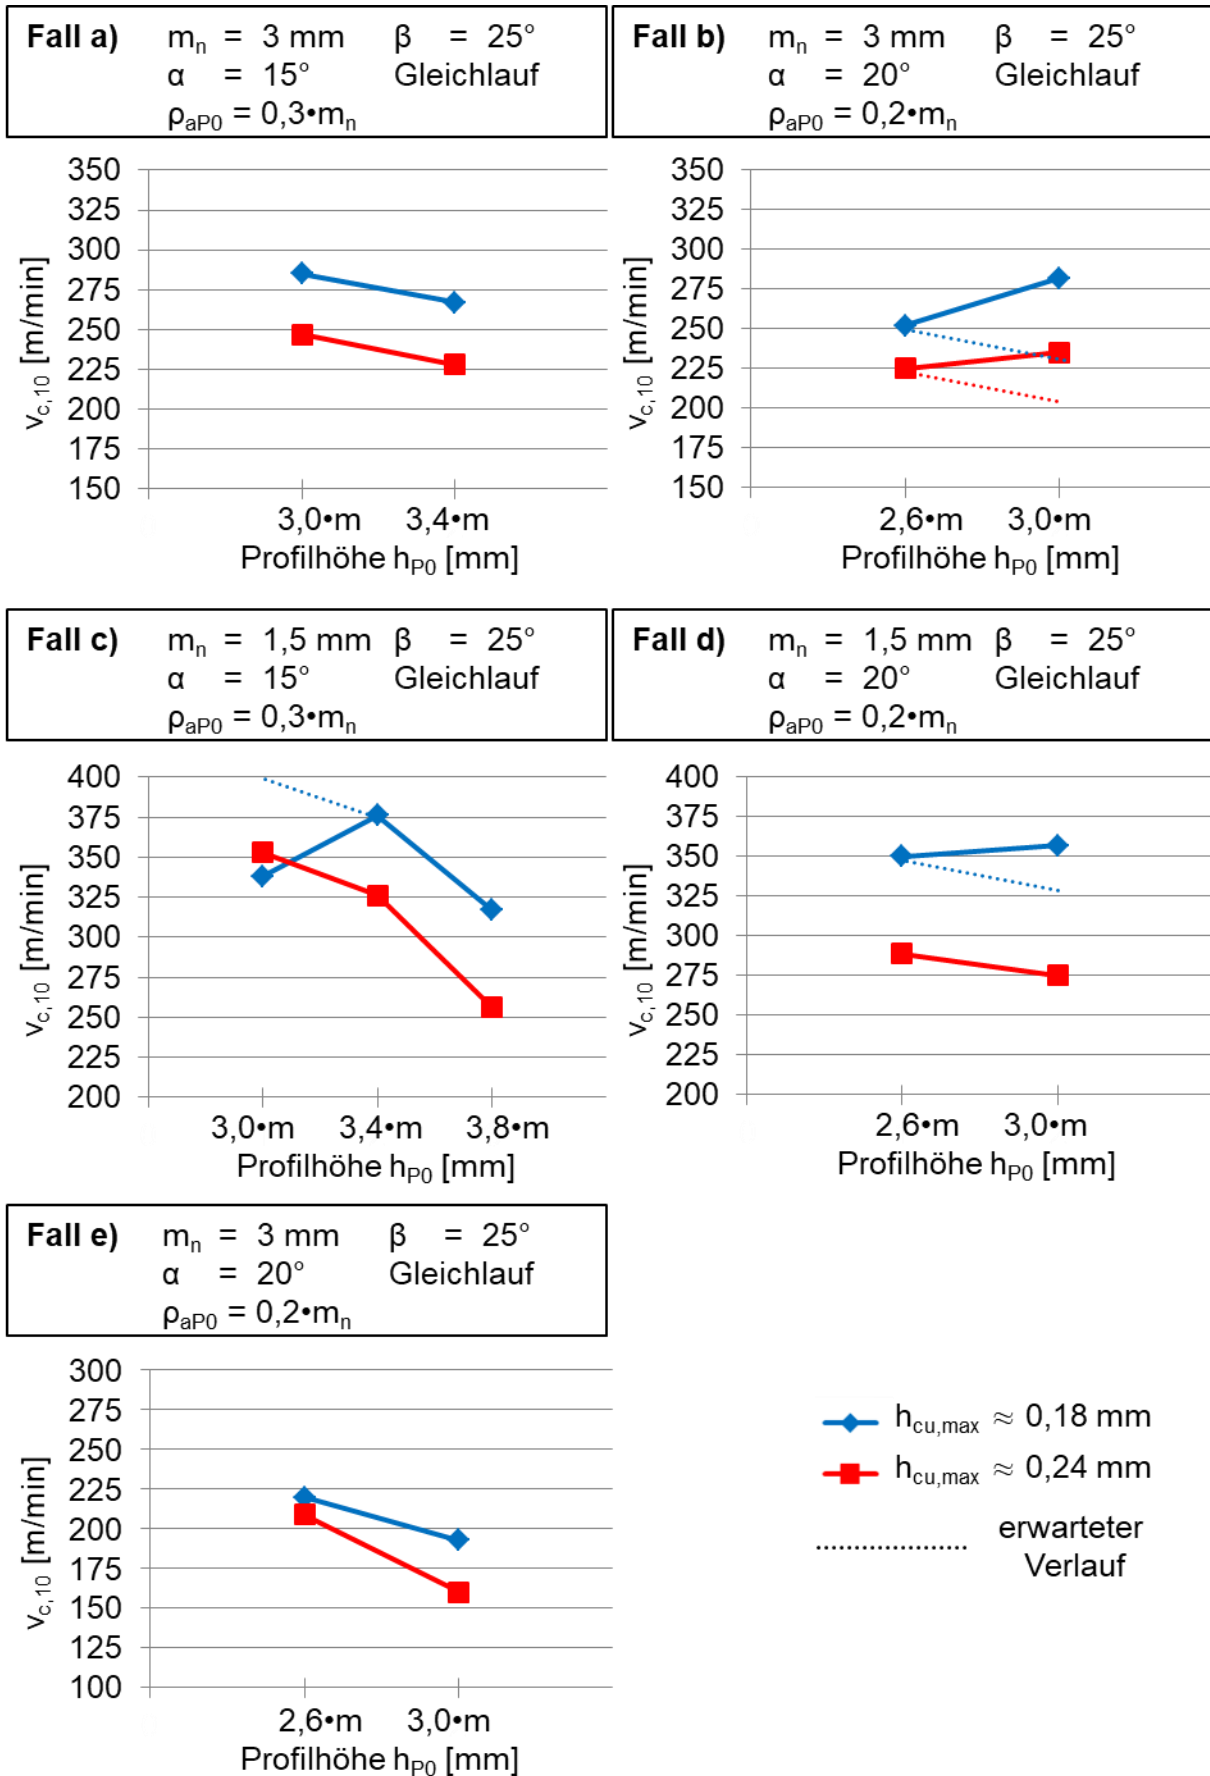 Fall a) mₙ = 3 mm β = 25°
α = 15° Gleichlauf
ρaP0 = 0,3•mₙ
Fall b) mₙ = 3 mm β = 25°
α = 20° Gleichlauf
ρaP0 = 0,2•mₙ
350
325
300
275
250
225
200
175
150
vc,10 [m/min]
3,0•m 3,4•m
Profilhöhe hP0 [mm]
350
325
300
275
250
225
200
175
150
vc,10 [m/min]
2,6•m 3,0•m
Profilhöhe hP0 [mm]
Fall c) mₙ = 1,5 mm β = 25°
α = 15° Gleichlauf
ρaP0 = 0,3•mₙ
Fall d) mₙ = 1,5 mm β = 25°
α = 20° Gleichlauf
ρaP0 = 0,2•mₙ
400
375
350
325
300
275
250
225
200
vc,10 [m/min]
3,0•m 3,4•m 3,8•m
Profilhöhe hP0 [mm]
400
375
350
325
300
275
250
225
200
vc,10 [m/min]
2,6•m 3,0•m
Profilhöhe hP0 [mm]
Fall e) mₙ = 3 mm β = 25°
α = 20° Gleichlauf
ρaP0 = 0,2•mₙ
300
275
250
225
200
175
150
125
100
vc,10 [m/min]
2,6•m 3,0•m
Profilhöhe hP0 [mm]
hcu,max ≈ 0,18 mm
hcu,max ≈ 0,24 mm
erwarteter
Verlauf